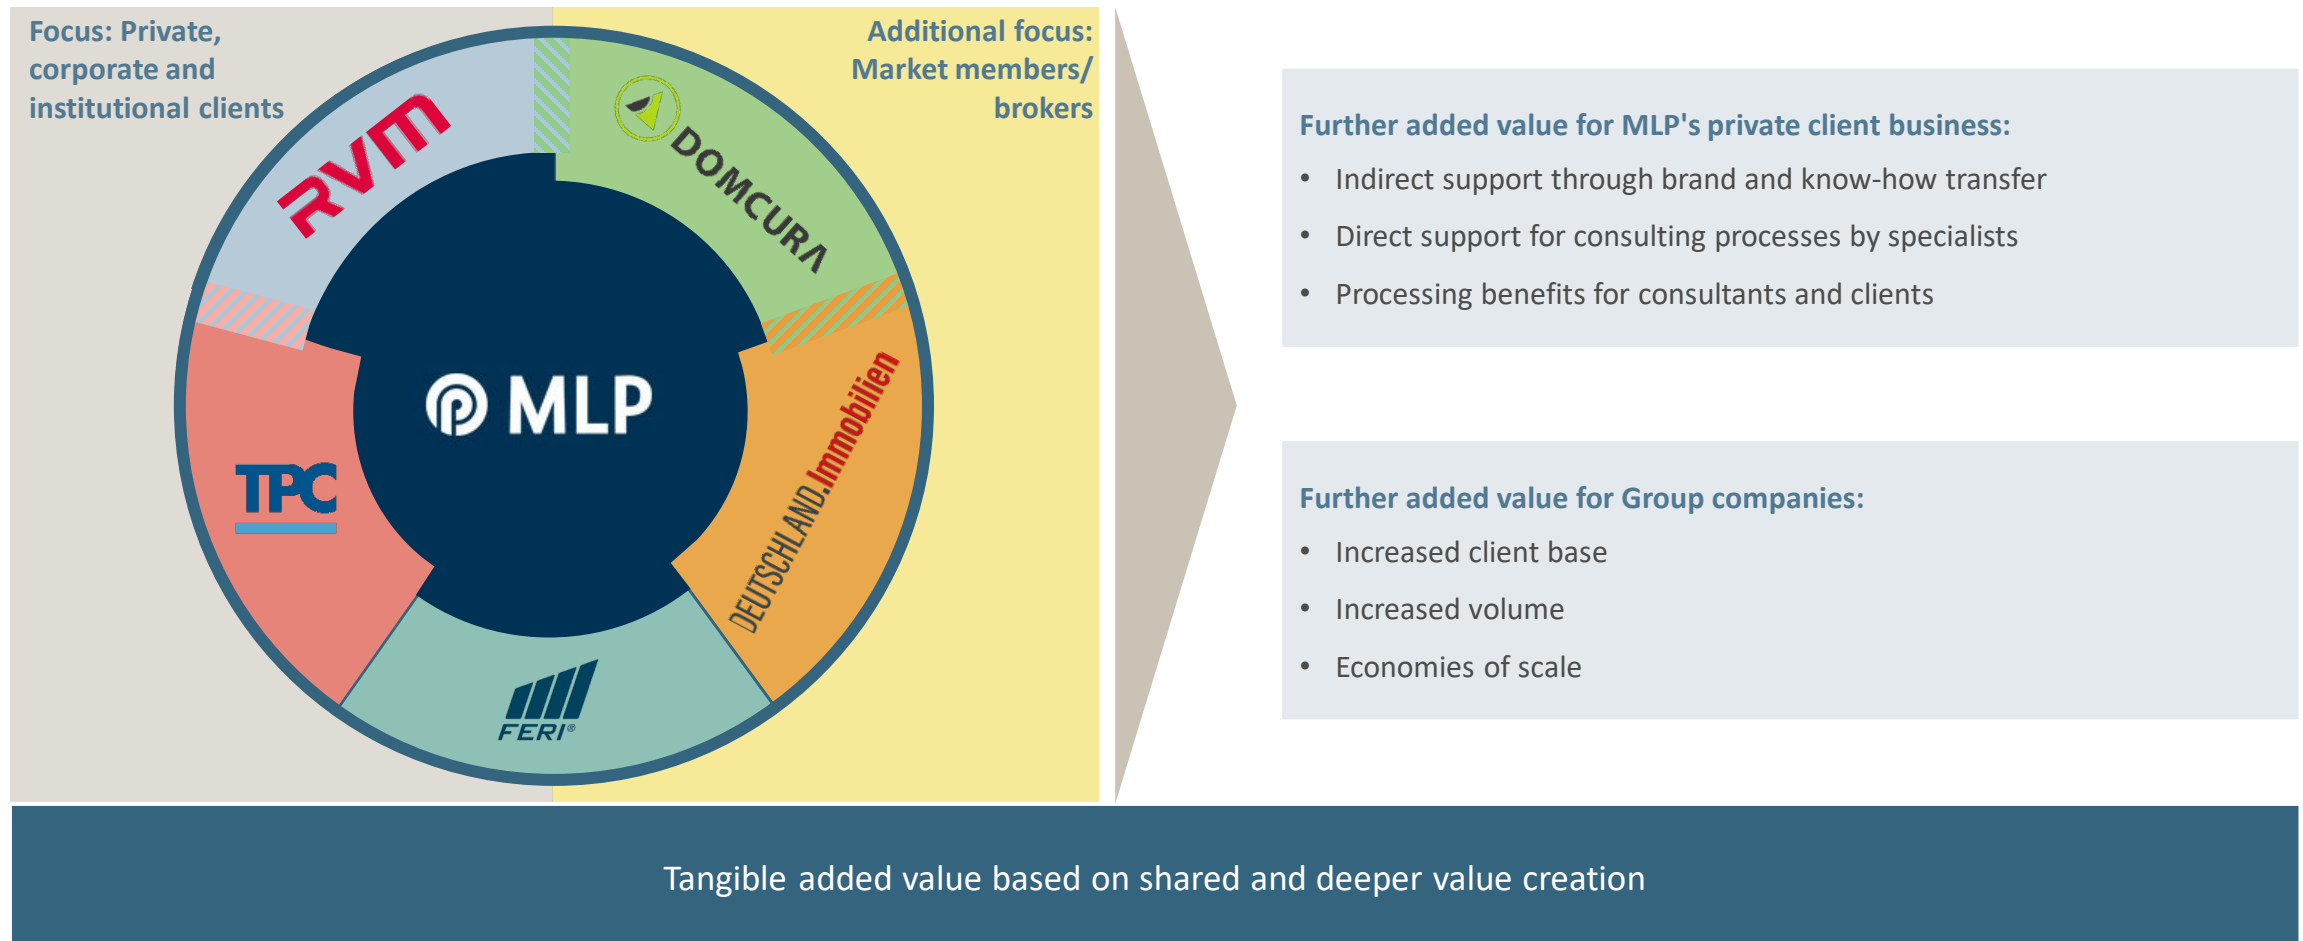 Focus: Private,
corporate and
institutional clients
Additional focus:
Market members/
brokers
RVM
DOMCURA
MLP
TPC
DEUTSCHLAND.Immobilien
FERI®
Further added value for MLP's private client business:
• Indirect support through brand and know-how transfer
• Direct support for consulting processes by specialists
• Processing benefits for consultants and clients
Further added value for Group companies:
• Increased client base
• Increased volume
• Economies of scale
Tangible added value based on shared and deeper value creation